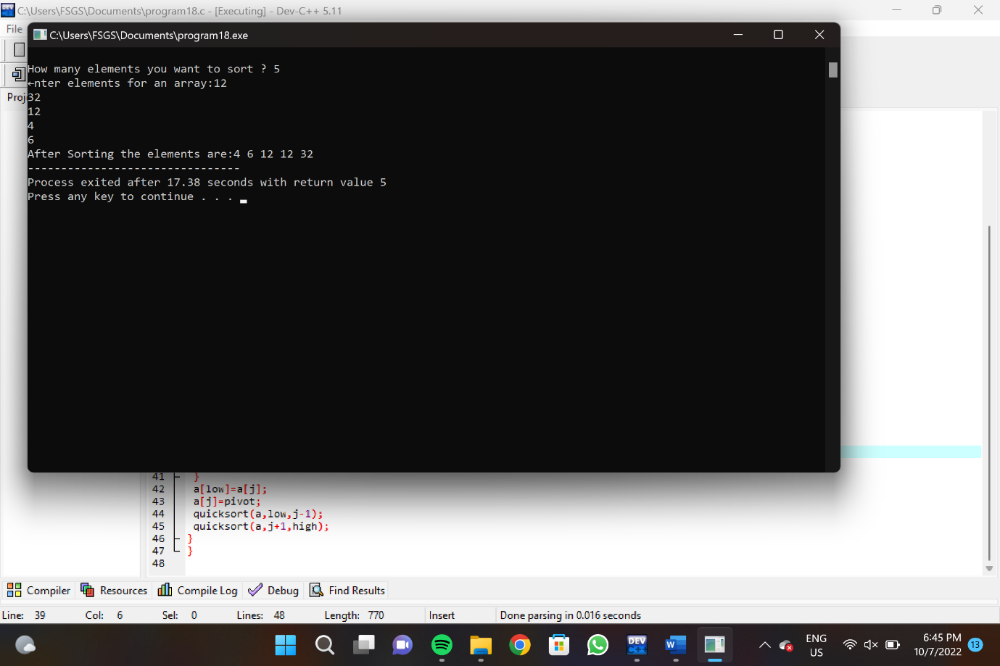 C:\Users\FSGS\Documents\program18.c - [Executing] - Dev-C++ 5.11
File
C:\Users\FSGS\Documents\program18.exe
How many elements you want to sort ? 5
←nter elements for an array:12
Proj
32
12
4
6
After Sorting the elements are:4 6 12 12 32
--------------------------------
Process exited after 17.38 seconds with return value 5
Press any key to continue . . .
41 }
42 a[low]=a[j];
43 a[j]=pivot;
44 quicksort(a,low,j-1);
45 quicksort(a,j+1,high);
46 }
47 }
48
Compiler Resources Compile Log Debug Find Results
Line: 39 Col: 6 Sel: 0 Lines: 48 Length: 770 Insert Done parsing in 0.016 seconds
DEV C++
W
ENG
US
6:45 PM
10/7/2022
13